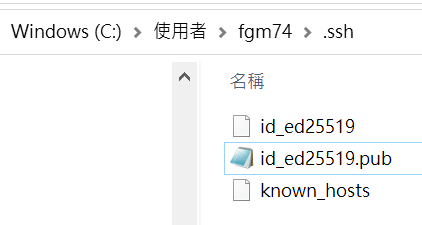 Windows (C:) > 使用者 > fgm74 > .ssh
名稱
id_ed25519
id_ed25519.pub
known_hosts